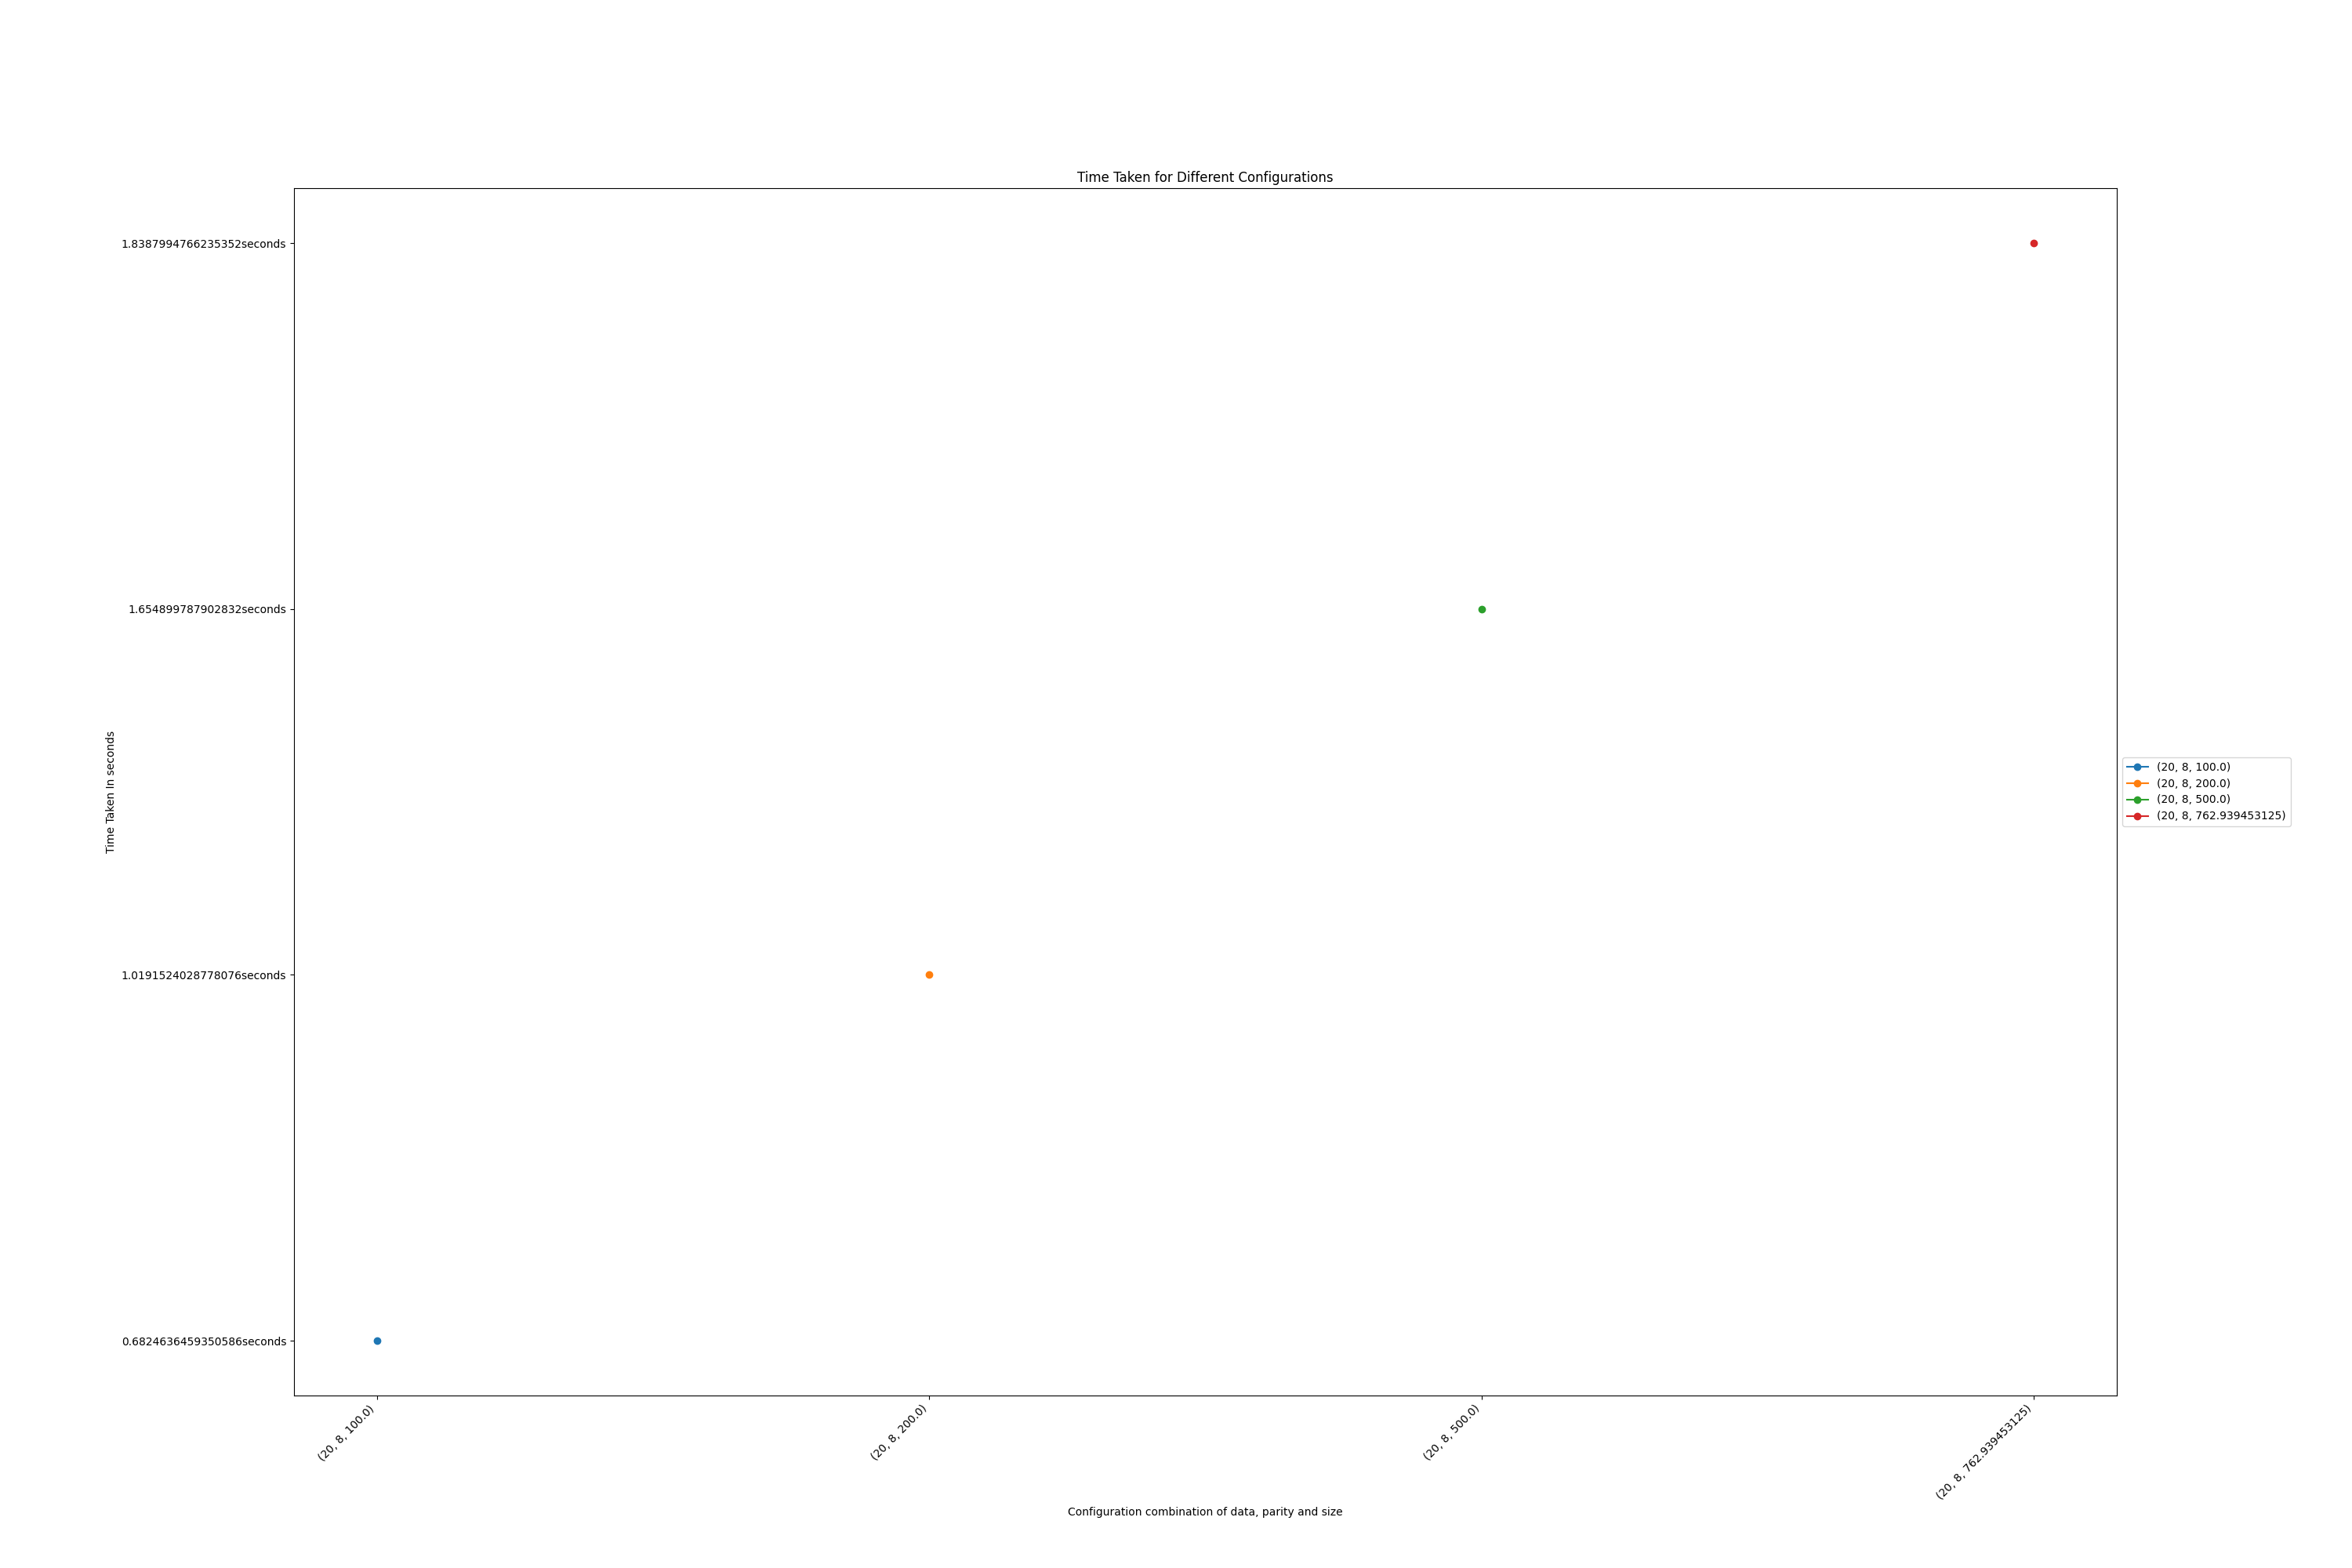 Time Taken for Different Configurations
1.8387994766235352seconds
1.654899787902832seconds
1.0191524028778076seconds
0.6824636459350586seconds
Time Taken In seconds
(20, 8, 100.0)
(20, 8, 200.0)
(20, 8, 500.0)
(20, 8, 762.939453125)
Configuration combination of data, parity and size
(20, 8, 100.0)
(20, 8, 200.0)
(20, 8, 500.0)
(20, 8, 762.939453125)